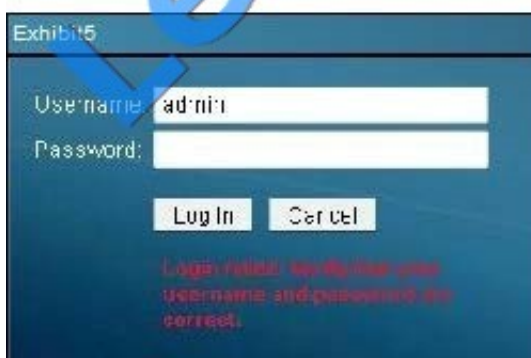 Exhibit5
Username: admin
Password:
Log In Cancel
Login failed. Verify that your
username and password are
correct.